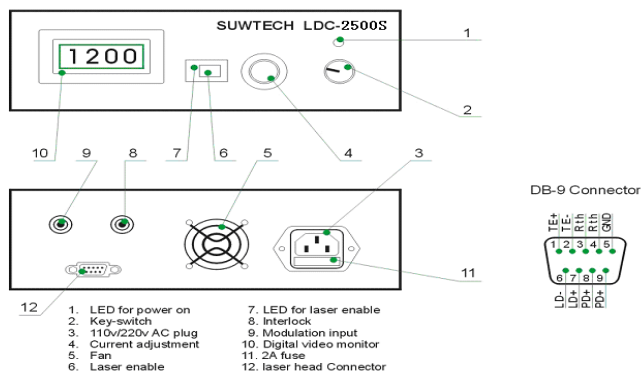 SUWTECH LDC-2500S
1200
1
2
10 9 8 7 6 5 4 3
11
12
DB-9 Connector
TE+ TE- Rth Rth GND
1 2 3 4 5
6 7 8 9
LD- LD+ PD+ PD+
1. LED for power on
2. Key-switch
3. 110v/220v AC plug
4. Current adjustment
5. Fan
6. Laser enable
7. LED for laser enable
8. Interlock
9. Modulation input
10. Digital video monitor
11. 2A fuse
12. laser head Connector